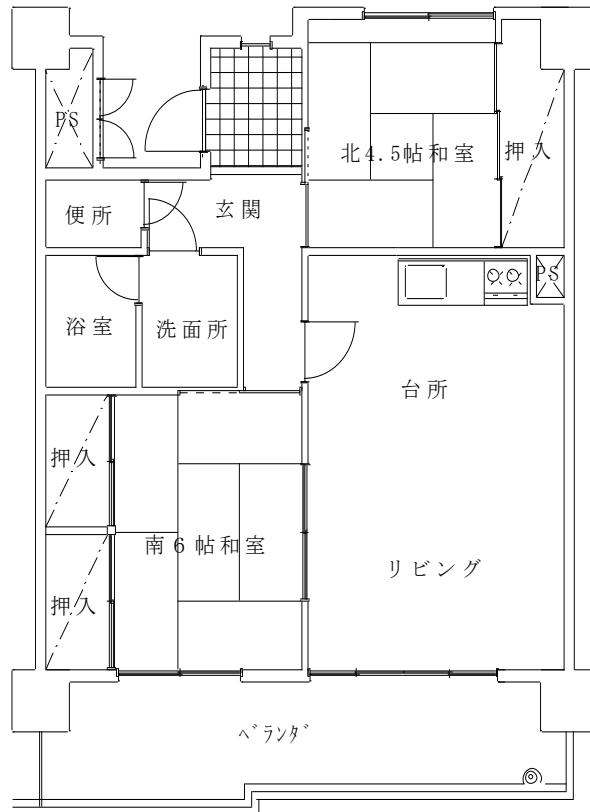 PS
北4.5帖和室
押入
便所
玄関
PS
浴室
洗面所
台所
押入
南6帖和室
リビング
押入
ﾍﾞﾗﾝﾀﾞ